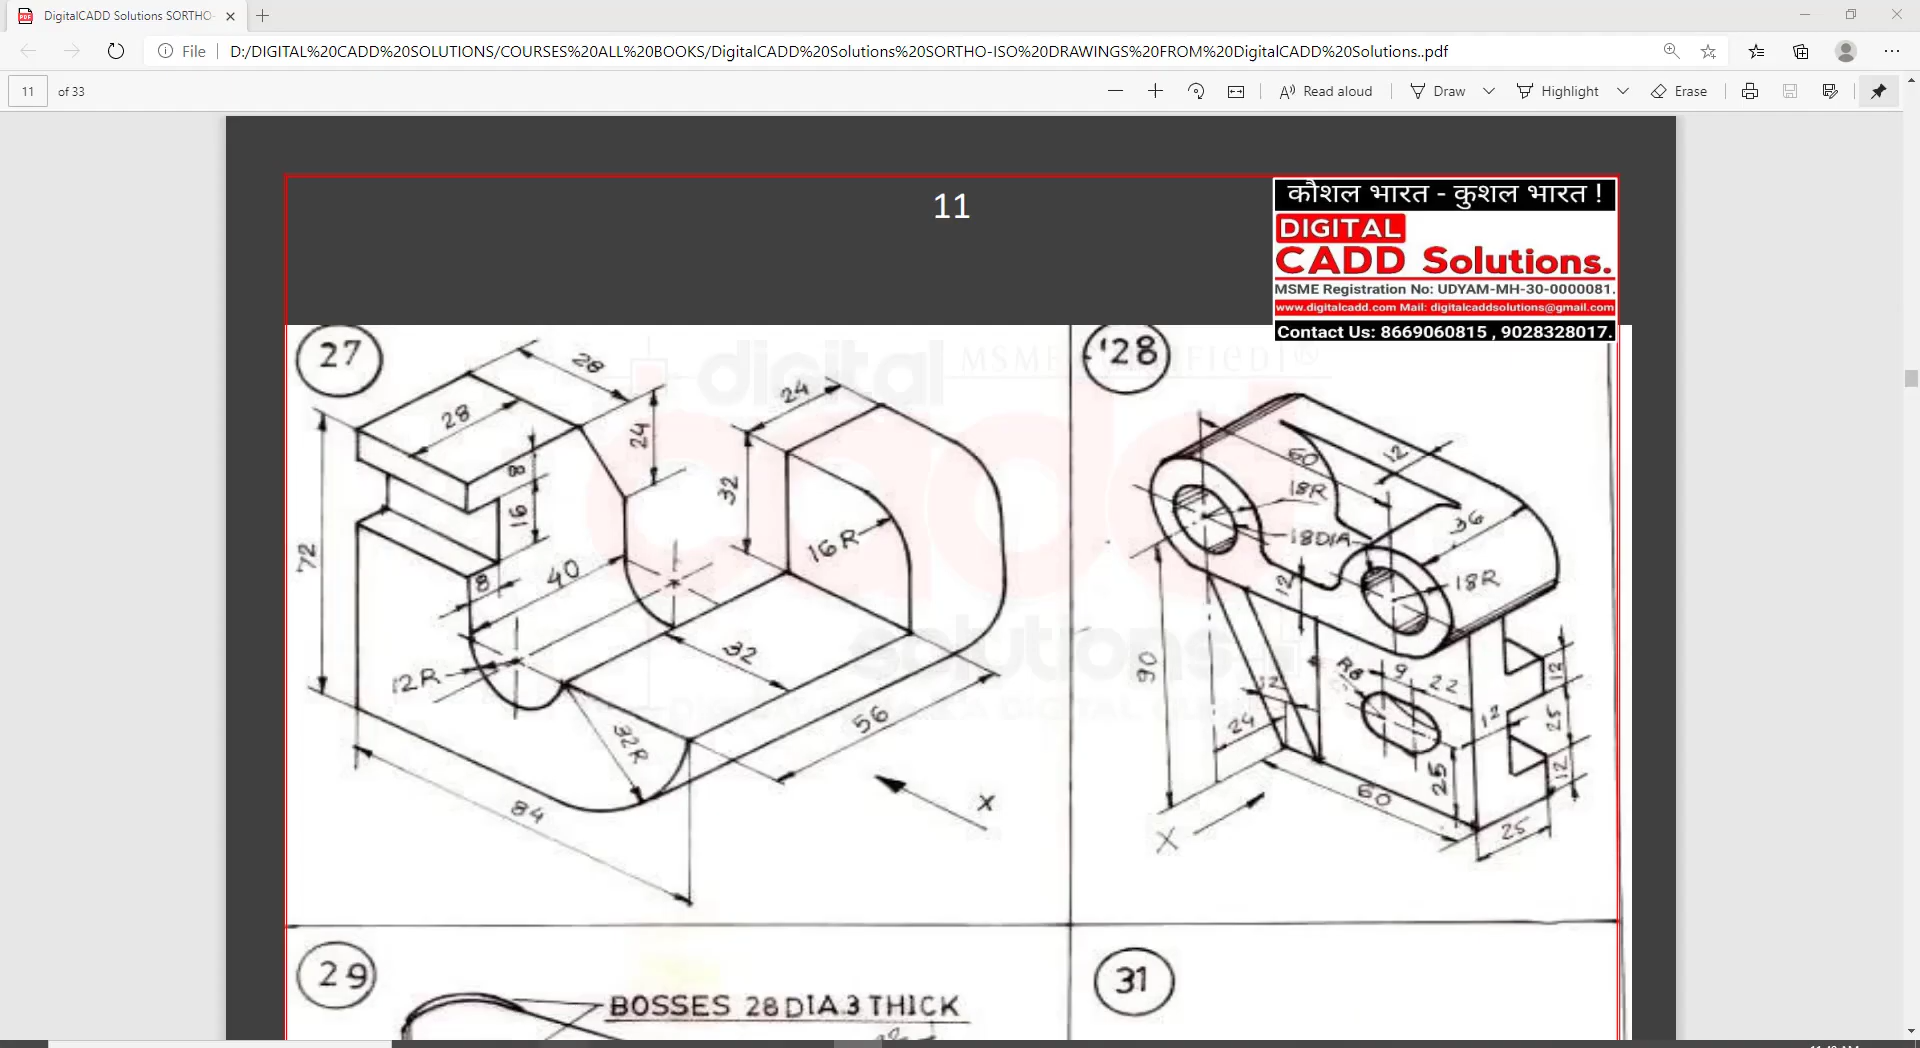 DigitalCADD Solutions SORTHO-
File
D:/DIGITAL%20CADD%20SOLUTIONS/COURSES%20ALL%20BOOKS/DigitalCADD%20Solutions%20SORTHO-ISO%20DRAWINGS%20FROM%20DigitalCADD%20Solutions..pdf
11 of 33
Read aloud
Draw
Highlight
Erase
11
कौशल भारत - कुशल भारत !
DIGITAL
CADD Solutions.
MSME Registration No: UDYAM-MH-30-0000081.
www.digitalcadd.com Mail: digitalcaddsolutions@gmail.com
Contact Us: 8669060815 , 9028328017.
digital
cadd
solutions
27
28
28
24
24
8
16
32
72
16R
8
40
12R
32
32R
56
84
X
28
60
12
18R
36
18DIA
12
18R
90
R8
9
22
12
12
24
12
25
25
12
60
25
X
29
BOSSES 28 DIA.3 THICK
31